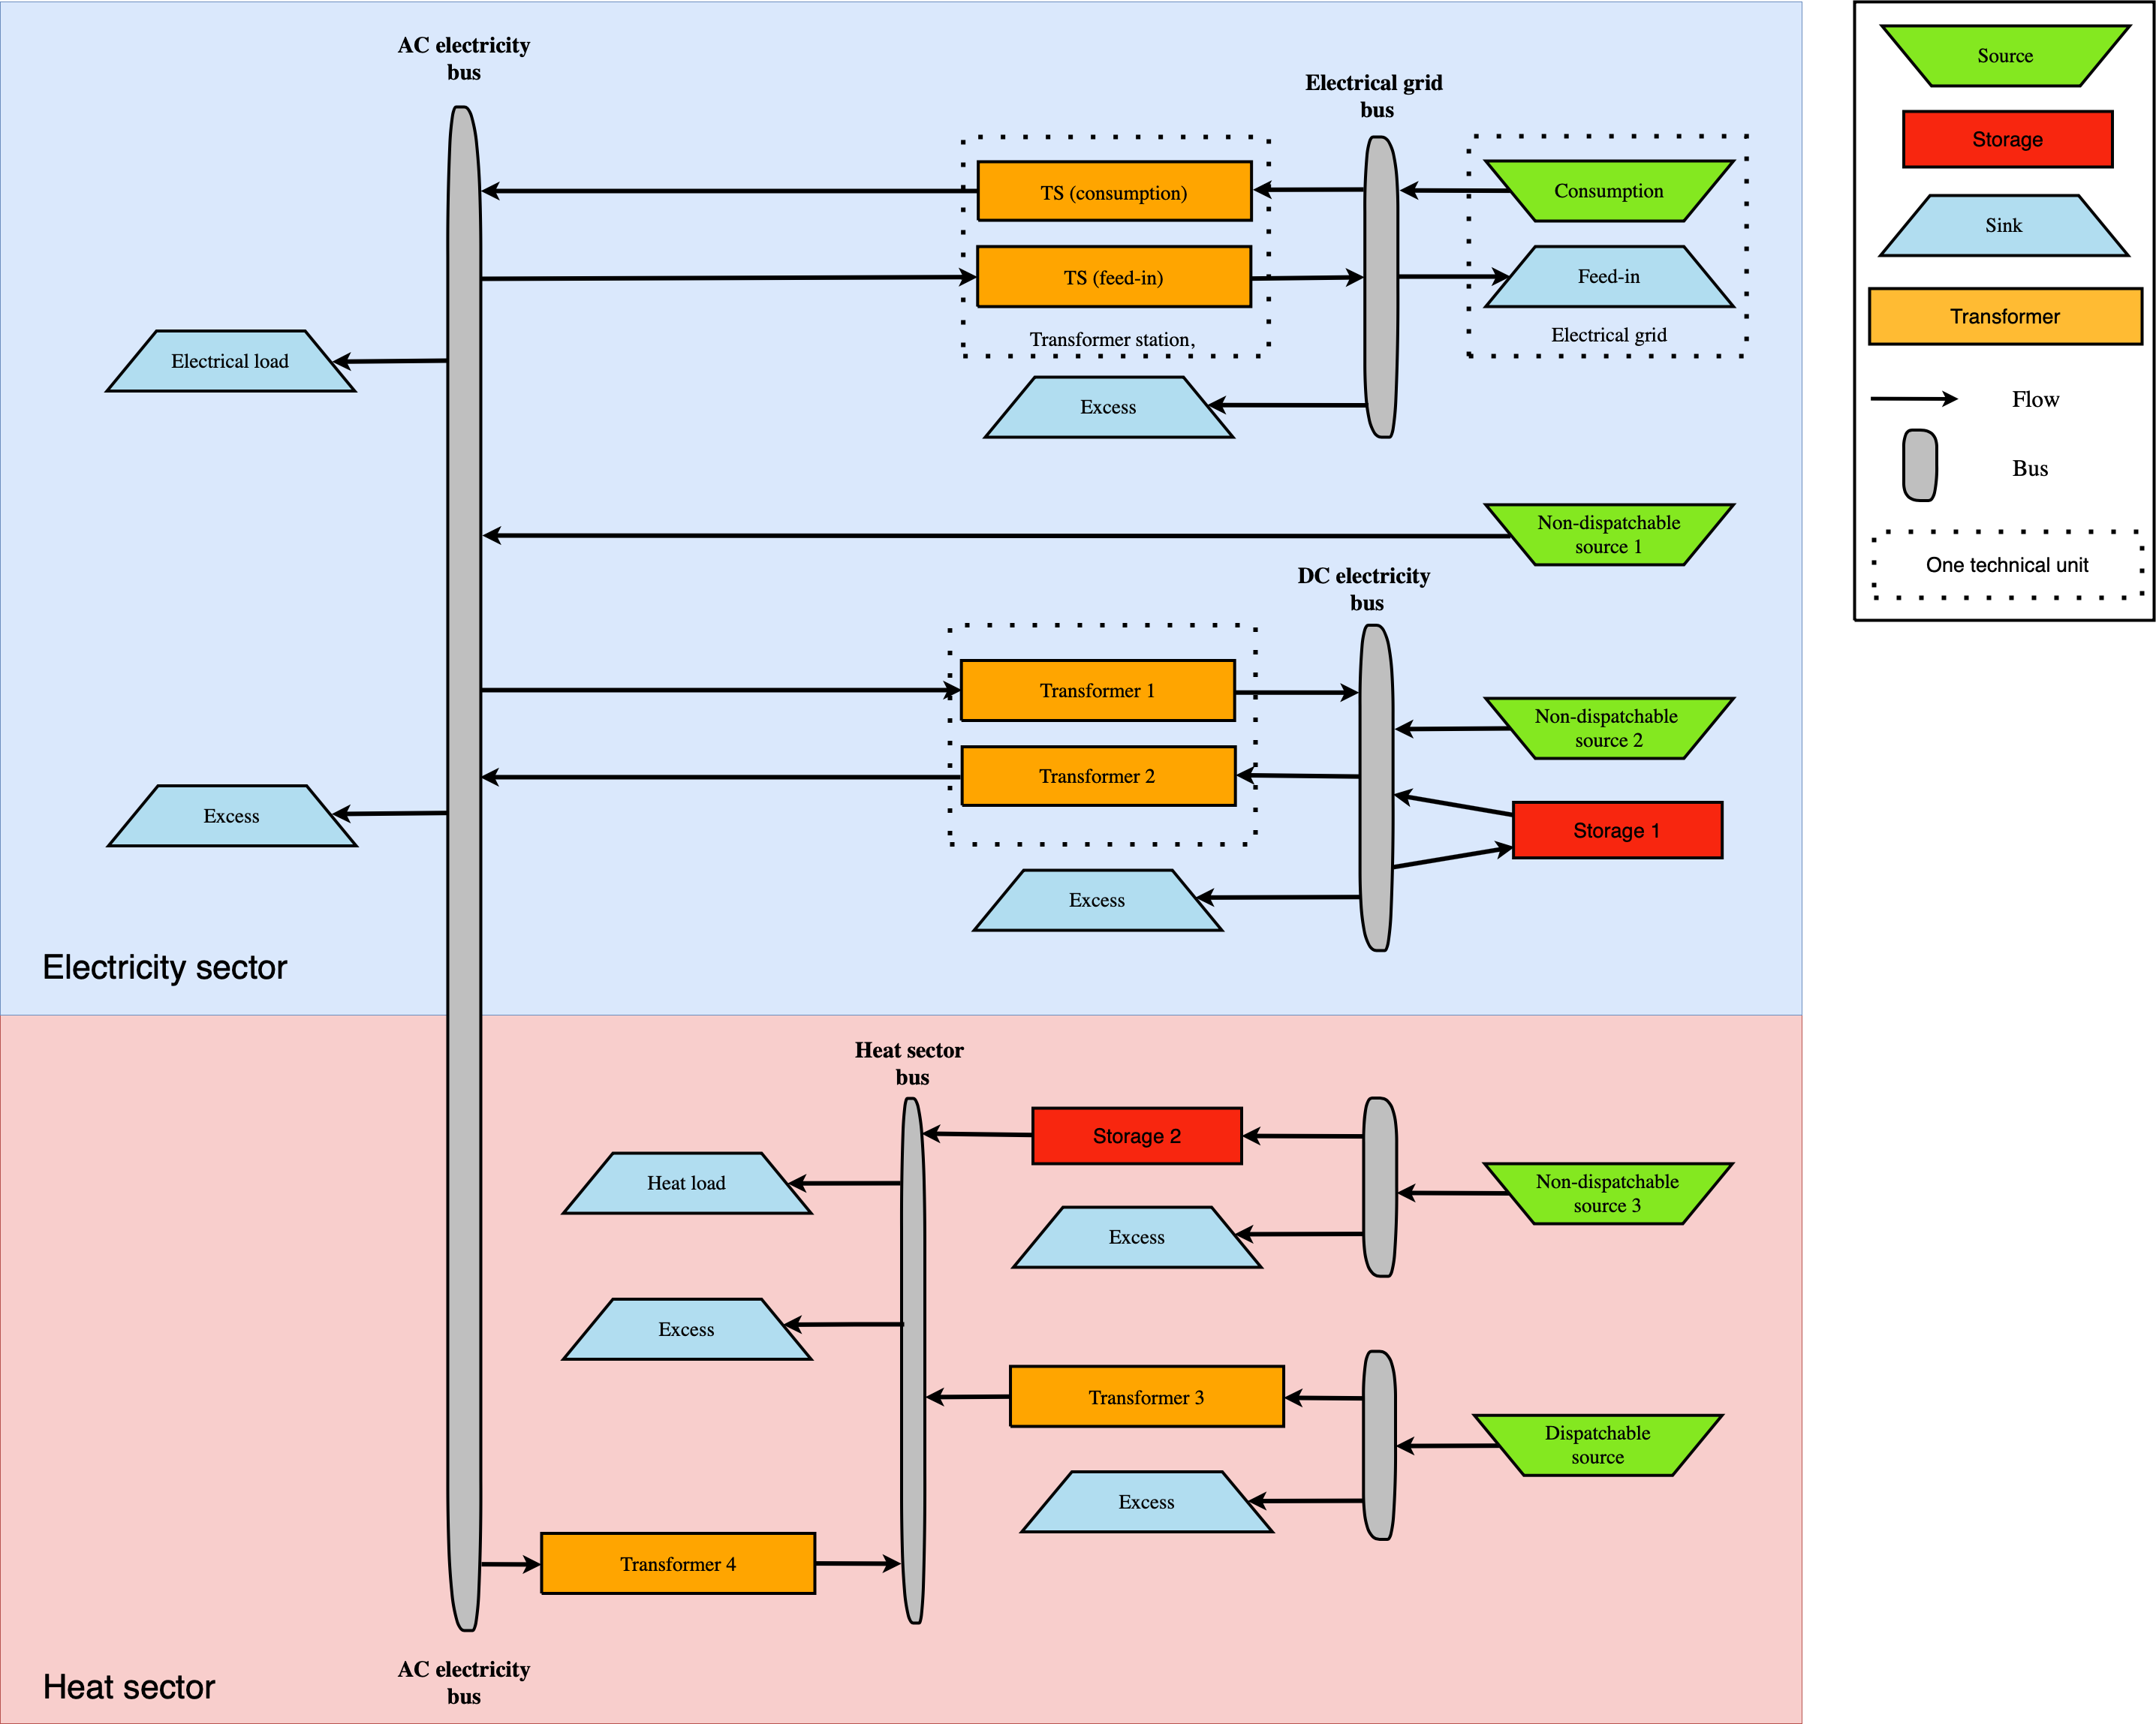 AC electricity
bus
Electrical grid
bus
TS (consumption)
Consumption
TS (feed-in)
Feed-in
Transformer station,
Electrical grid
Electrical load
Excess
Non-dispatchable
source 1
DC electricity
bus
Transformer 1
Non-dispatchable
source 2
Transformer 2
Storage 1
Excess
Excess
Electricity sector
Heat sector
bus
Storage 2
Heat load
Non-dispatchable
source 3
Excess
Excess
Transformer 3
Dispatchable
source
Excess
Transformer 4
AC electricity
bus
Heat sector
Source
Storage
Sink
Transformer
Flow
Bus
One technical unit